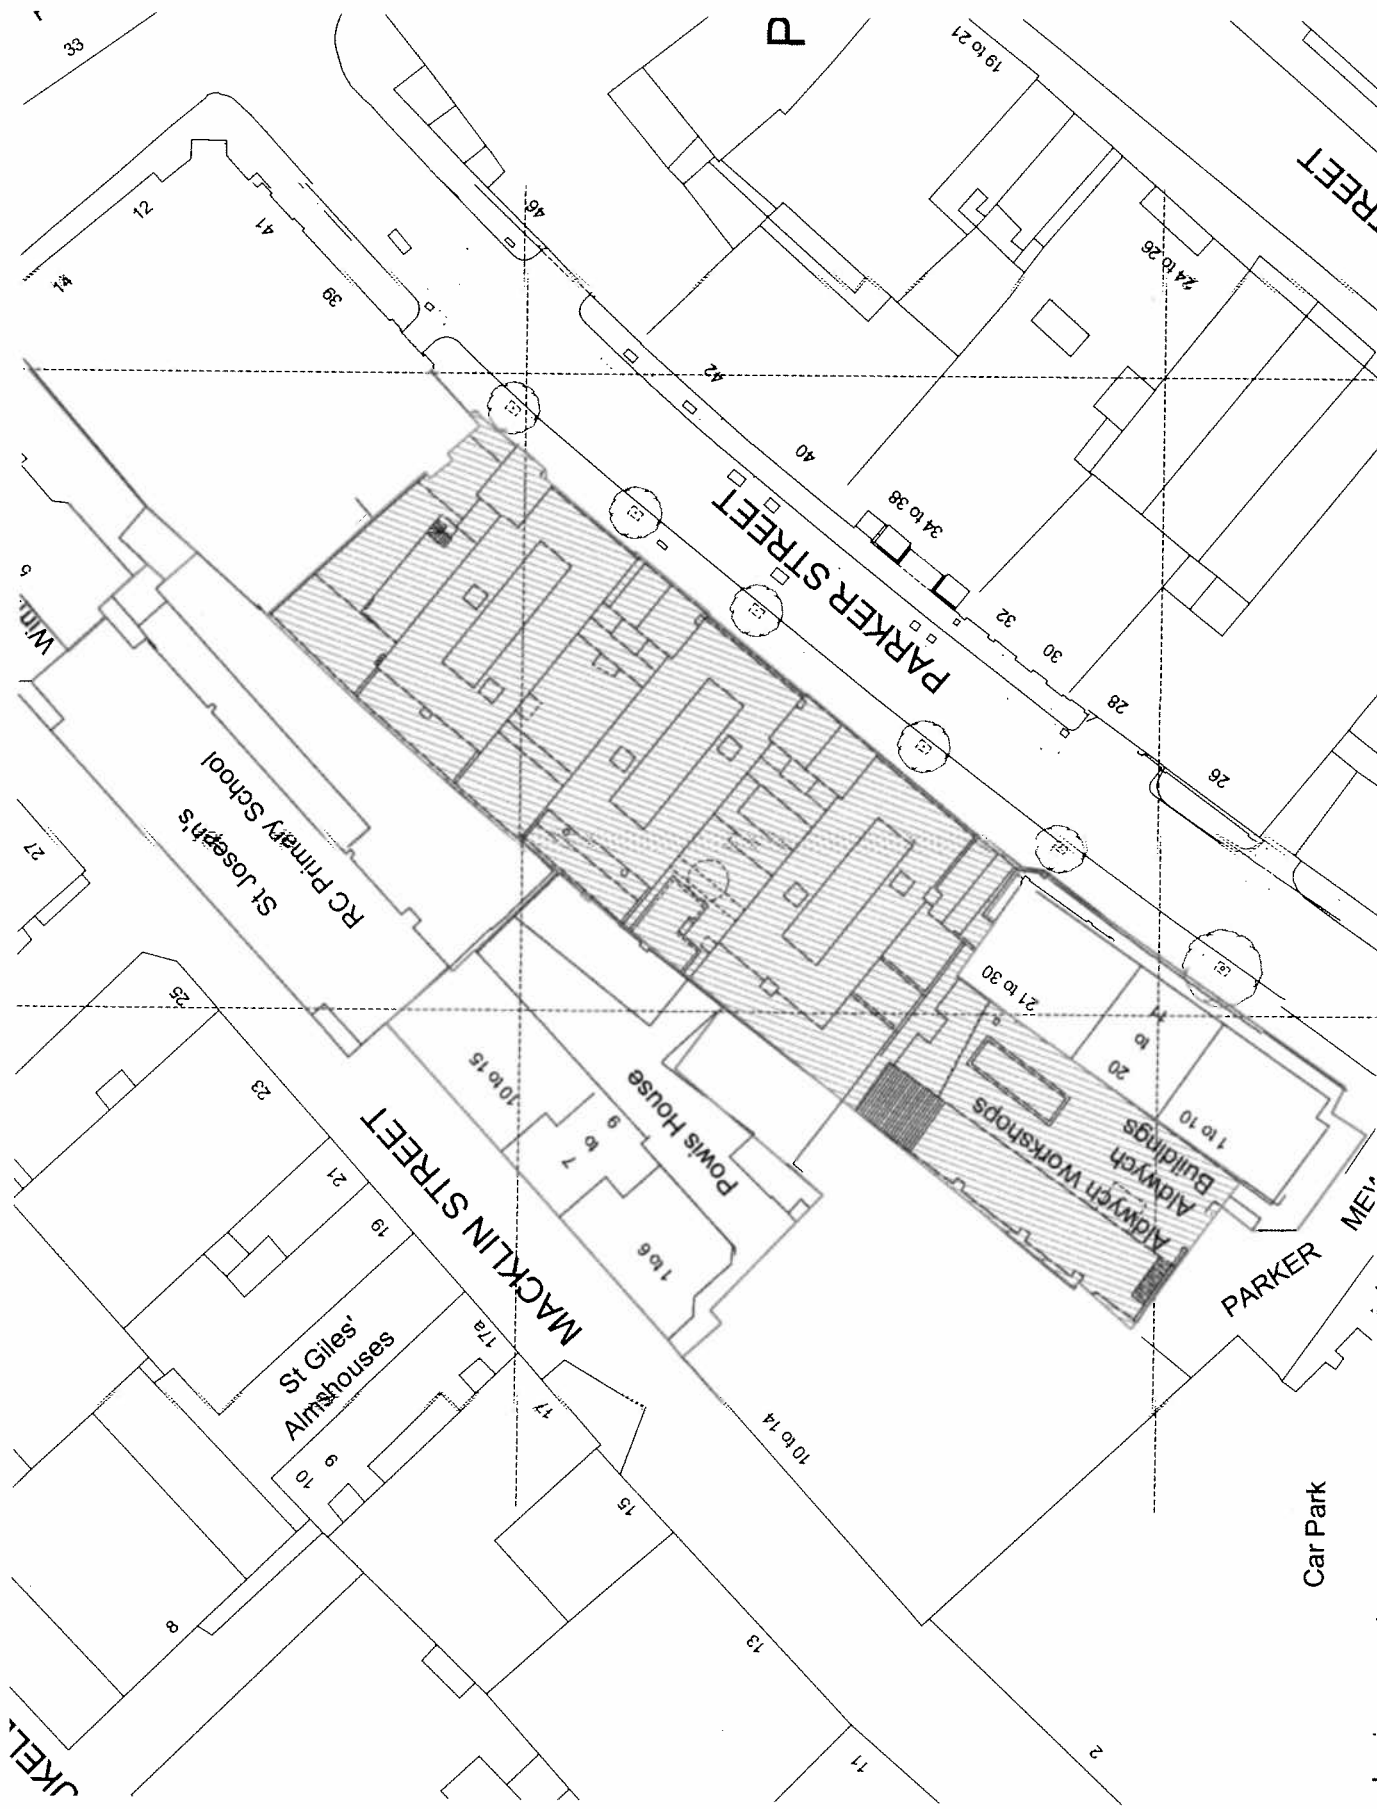 33
P
19 to 21
STREET
12
14
41
39
46
24 to 26
42
40
PARKER STREET
34 to 38
32
30
28
26
5
St Joseph's
RC Primary School
27
25
23
21
19
MACKLIN STREET
10 to 15
7 to 9
Powis House
1 to 6
21 to 30
11 to 20
1 to 10
Aldwych Workshops
Aldwych
Buildings
PARKER MEW
St Giles'
Almshouses
17a
17
10
9
15
10 to 14
8
13
11
2
Car Park